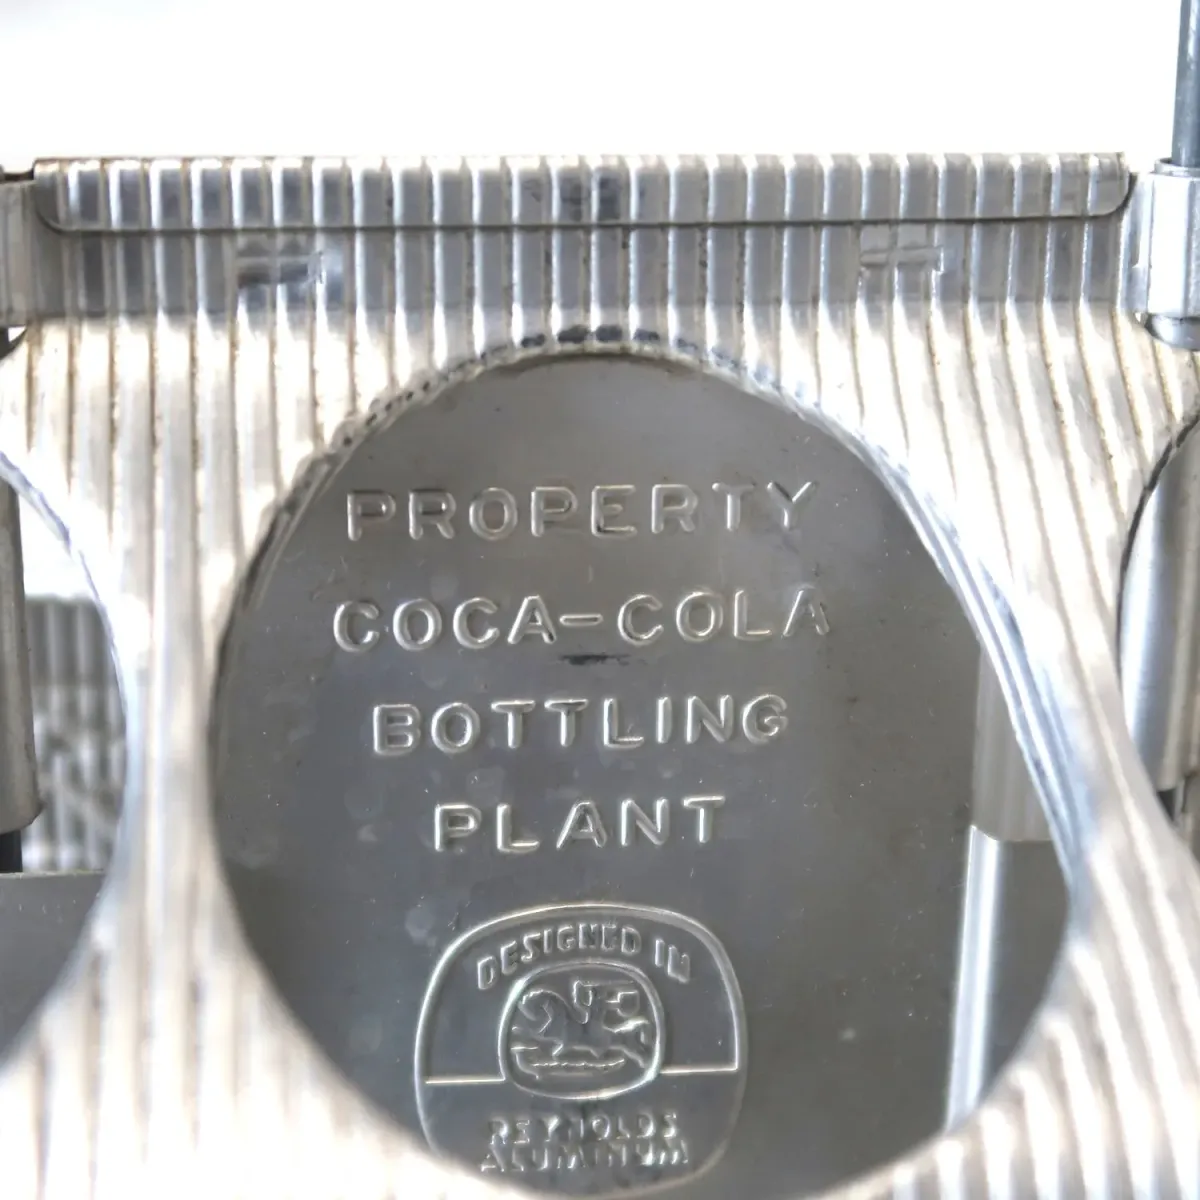 PROPERTY
COCA-COLA
BOTTLING
PLANT
DESIGNED IN
REYNOLDS
ALUMINUM